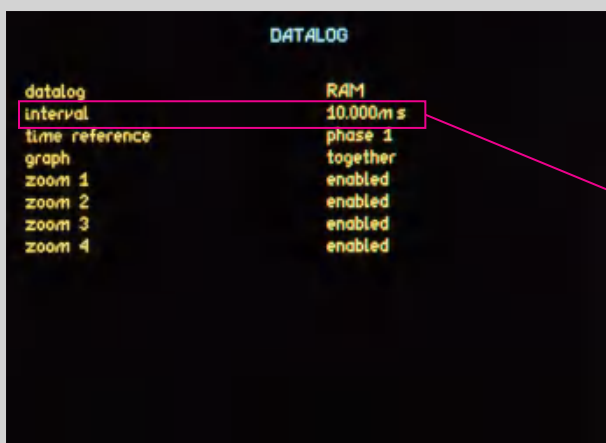 DATALOG
datalog RAM
interval 10.000m s
time reference phase 1
graph together
zoom 1 enabled
zoom 2 enabled
zoom 3 enabled
zoom 4 enabled